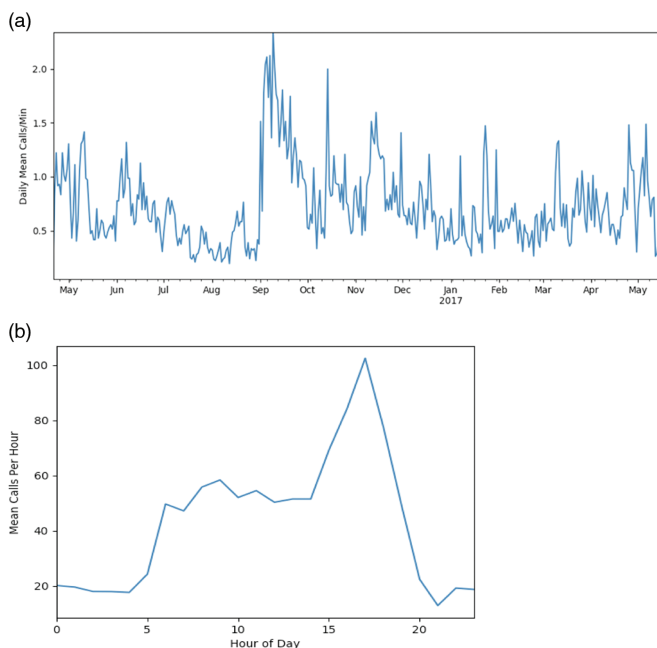 (a)
Daily Mean Calls/Min
2.0
1.5
1.0
0.5
May Jun Jul Aug Sep Oct Nov Dec Jan Feb Mar Apr May
2017
(b)
Mean Calls Per Hour
100
80
60
40
20
0 5 10 15 20
Hour of Day